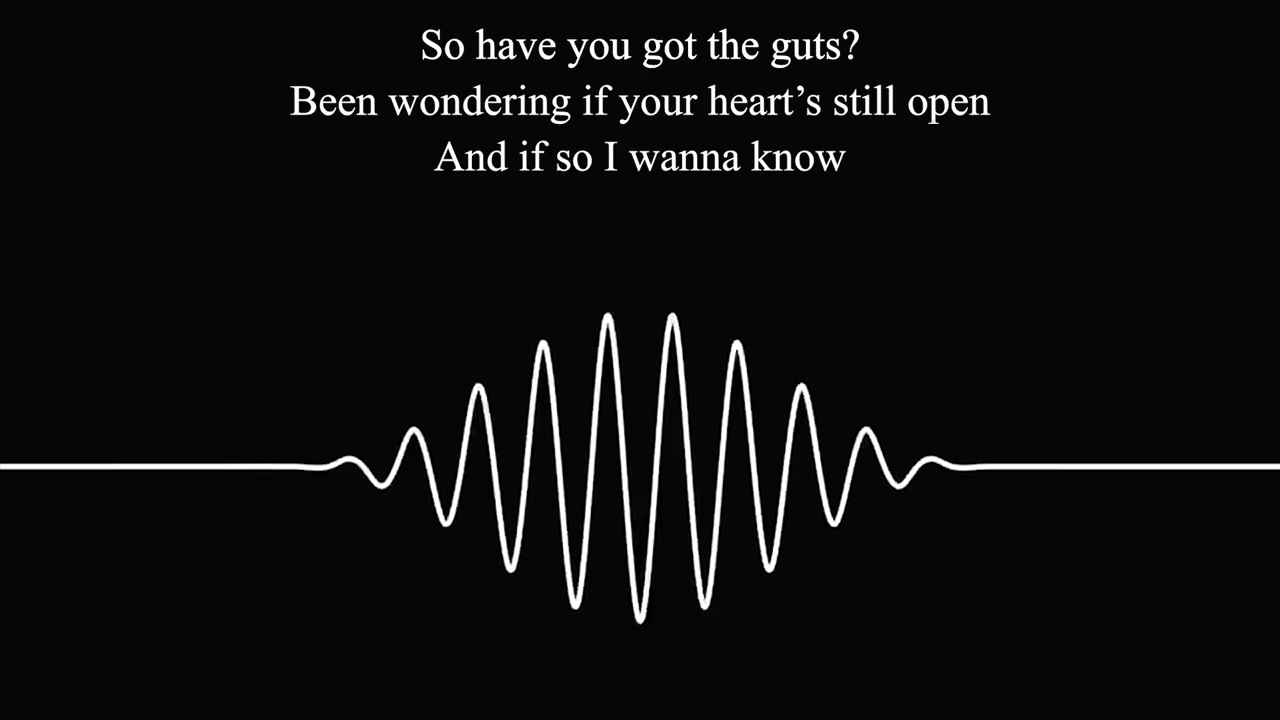 So have you got the guts?
Been wondering if your heart’s still open
And if so I wanna know